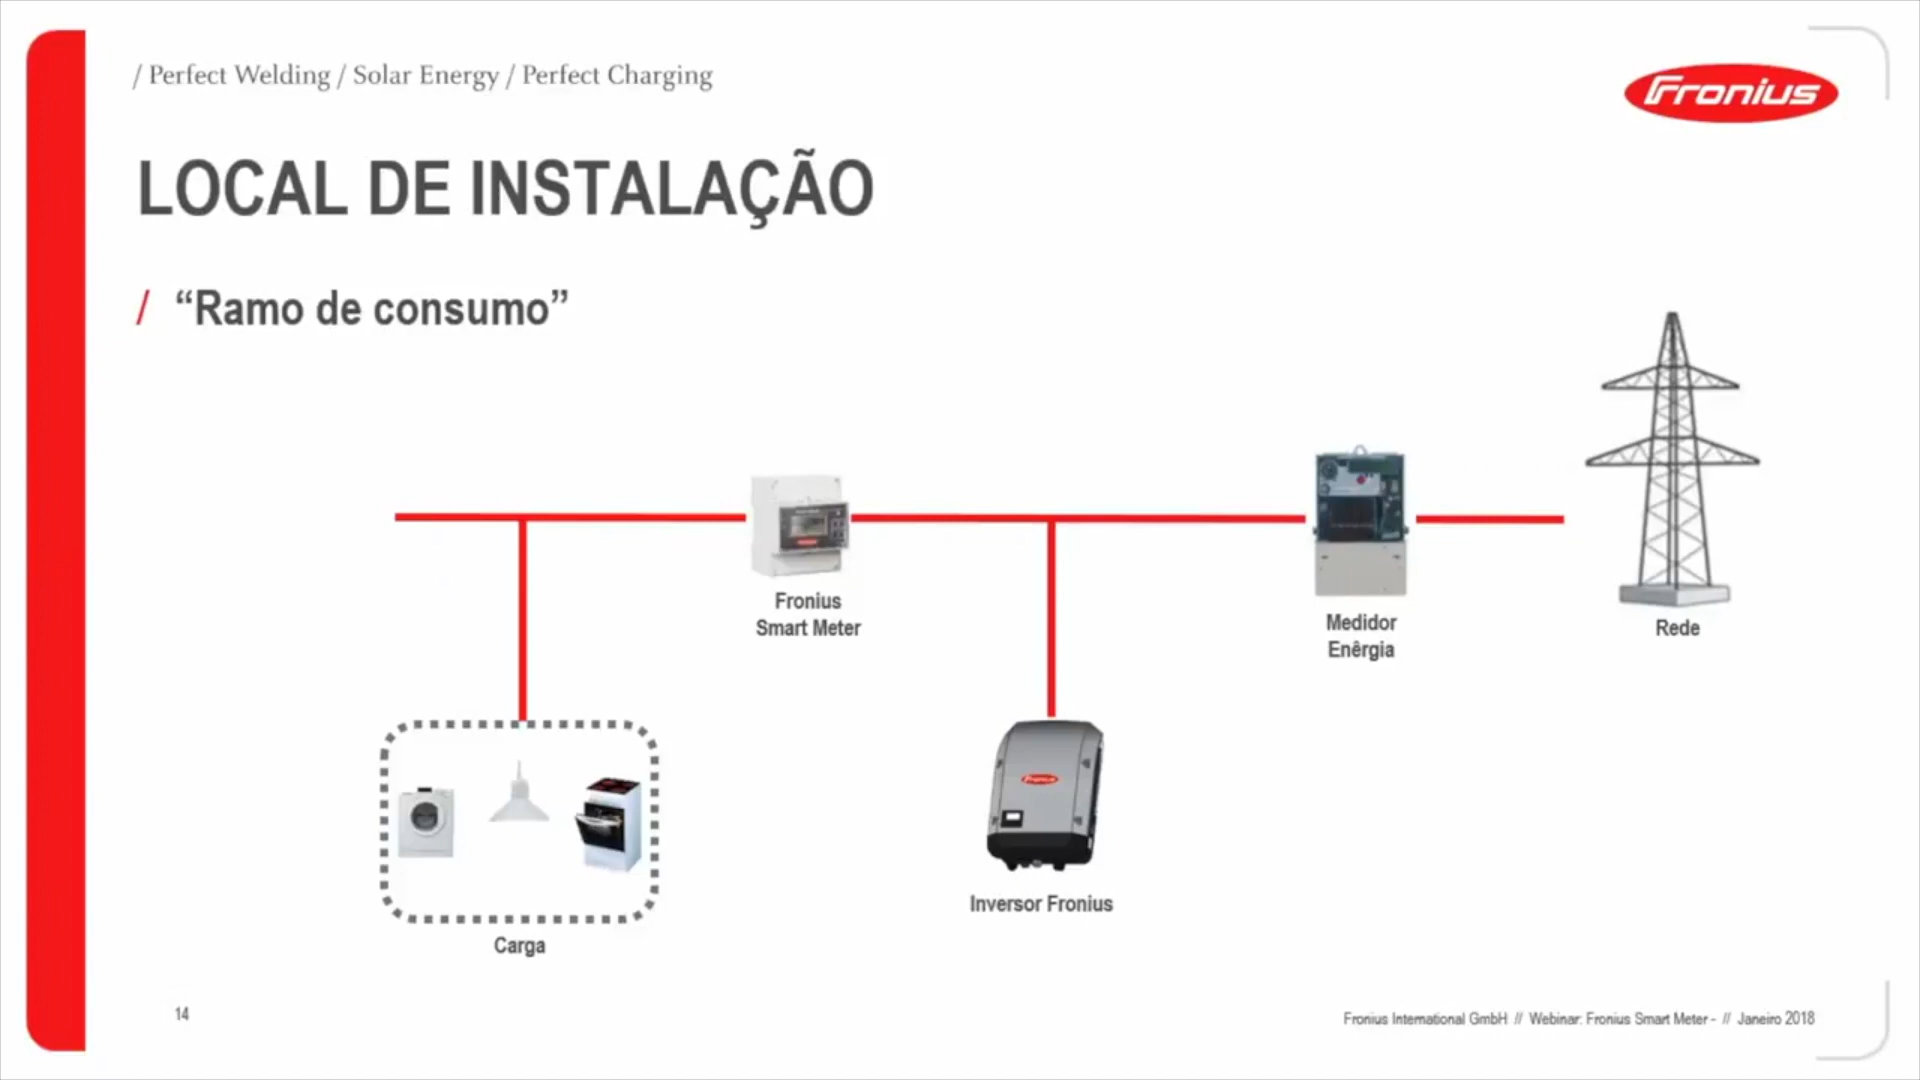 / Perfect Welding / Solar Energy / Perfect Charging
Fronius
LOCAL DE INSTALAÇÃO
/ “Ramo de consumo”
Fronius
Smart Meter
Medidor
Enêrgia
Rede
Fronius
Inversor Fronius
Carga
14
Fronius International GmbH // Webinar: Fronius Smart Meter - // Janeiro 2018